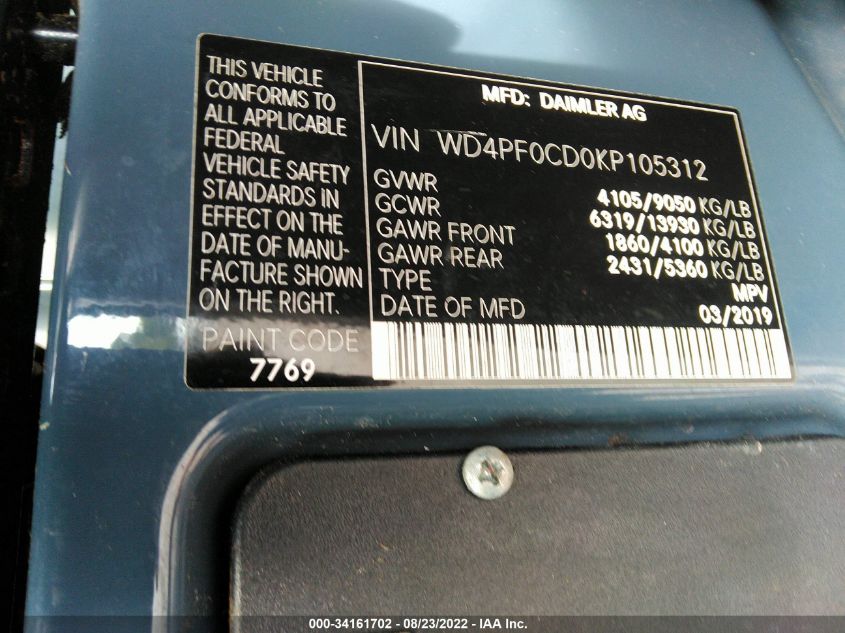 THIS VEHICLE
CONFORMS TO
ALL APPLICABLE
FEDERAL
VEHICLE SAFETY
STANDARDS IN
EFFECT ON THE
DATE OF MANU-
FACTURE SHOWN
ON THE RIGHT.
PAINT CODE
7769
MFD: DAIMLER AG
VIN WD4PF0CD0KP105312
GVWR 4105/9050 KG/LB
GCWR 6319/13930 KG/LB
GAWR FRONT 1860/4100 KG/LB
GAWR REAR 2431/5360 KG/LB
TYPE MPV
DATE OF MFD 03/2019
000-34161702 - 08/23/2022 - IAA Inc.